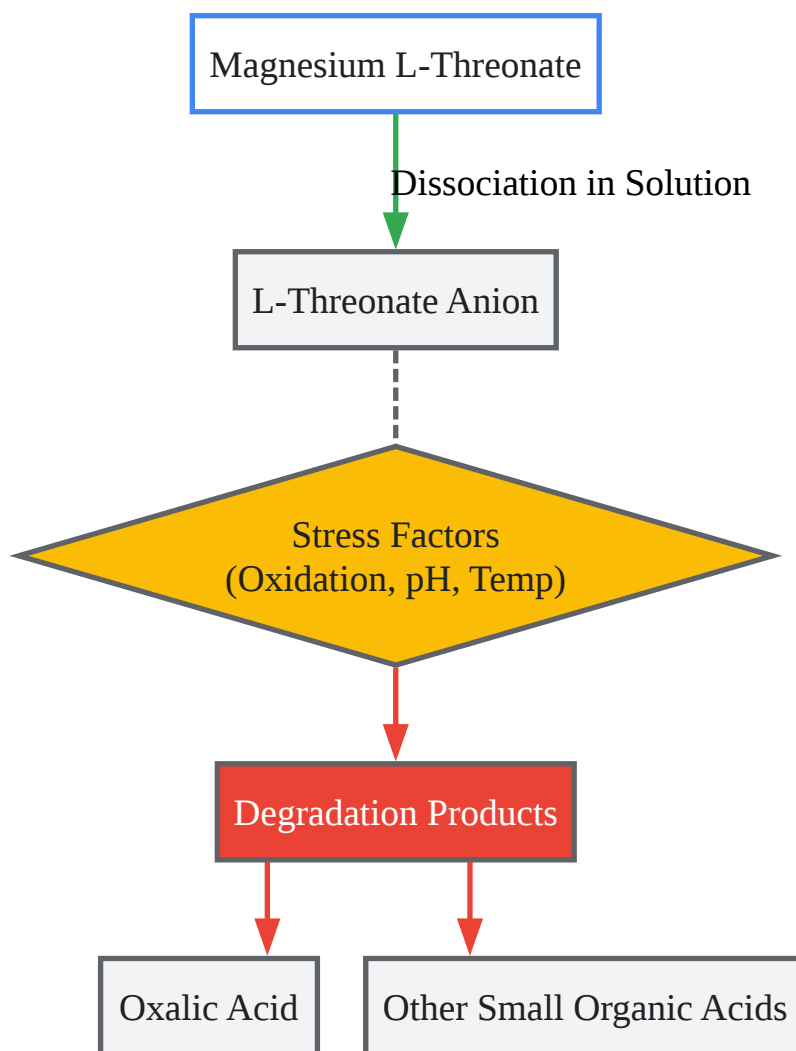 Magnesium L-Threonate
Dissociation in Solution
L-Threonate Anion
Stress Factors
(Oxidation, pH, Temp)
Degradation Products
Oxalic Acid
Other Small Organic Acids